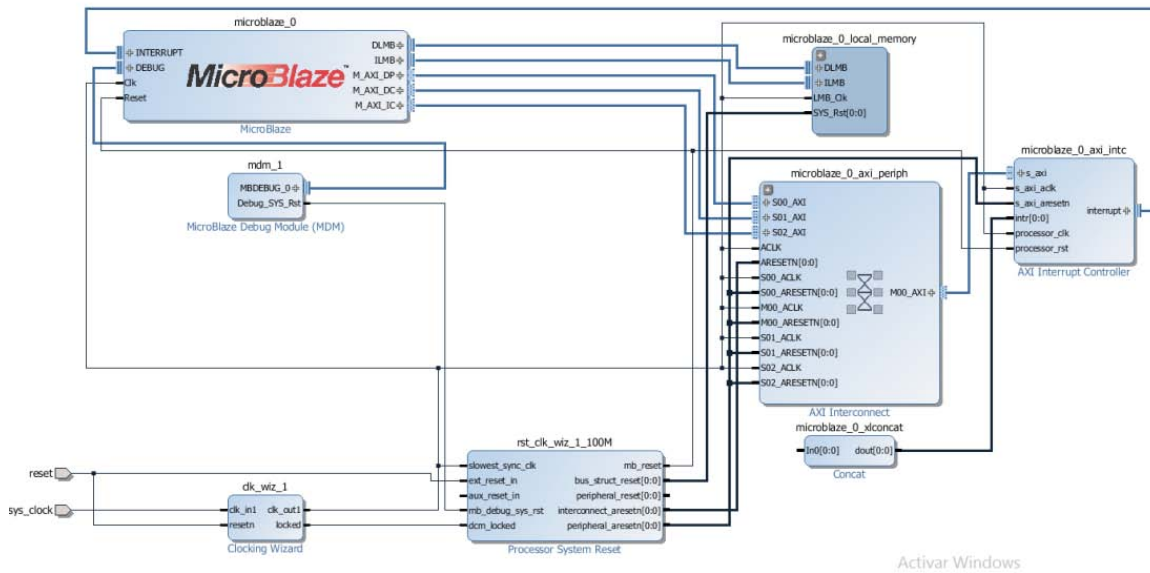 microblaze_0
INTERRUPT
DEBUG
Clk
Reset
DLMB
ILMB
M_AXI_DP
M_AXI_DC
M_AXI_IC
MicroBlaze™
MicroBlaze
microblaze_0_local_memory
DLMB
ILMB
LMB_Clk
SYS_Rst[0:0]
mdm_1
MBDEBUG_0
Debug_SYS_Rst
MicroBlaze Debug Module (MDM)
microblaze_0_axi_periph
S00_AXI
S01_AXI
S02_AXI
ACLK
ARESETN[0:0]
S00_ACLK
S00_ARESETN[0:0]
M00_ACLK
M00_ARESETN[0:0]
S01_ACLK
S01_ARESETN[0:0]
S02_ACLK
S02_ARESETN[0:0]
M00_AXI
AXI Interconnect
microblaze_0_axi_intc
s_axi
s_axi_aclk
s_axi_aresetn
intr[0:0]
processor_clk
processor_rst
interrupt
AXI Interrupt Controller
microblaze_0_xlconcat
In0[0:0] dout[0:0]
Concat
reset
sys_clock
clk_wiz_1
clk_in1 clk_out1
resetn locked
Clocking Wizard
rst_clk_wiz_1_100M
slowest_sync_clk
ext_reset_in
aux_reset_in
mb_debug_sys_rst
dcm_locked
mb_reset
bus_struct_reset[0:0]
peripheral_reset[0:0]
interconnect_aresetn[0:0]
peripheral_aresetn[0:0]
Processor System Reset
Activar Windows